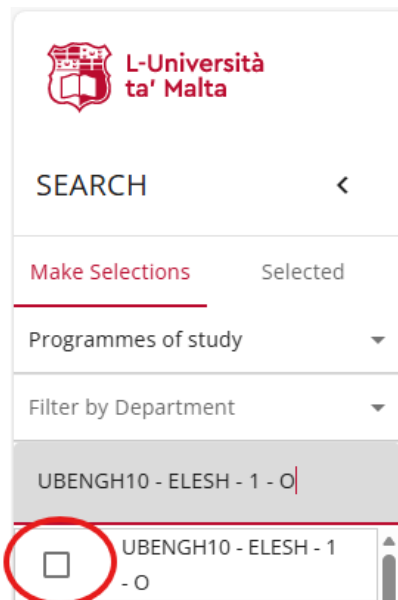 L-Università
ta' Malta
SEARCH
Make Selections Selected
Programmes of study
Filter by Department
UBENGH10 - ELESH - 1 - O
UBENGH10 - ELESH - 1
- O